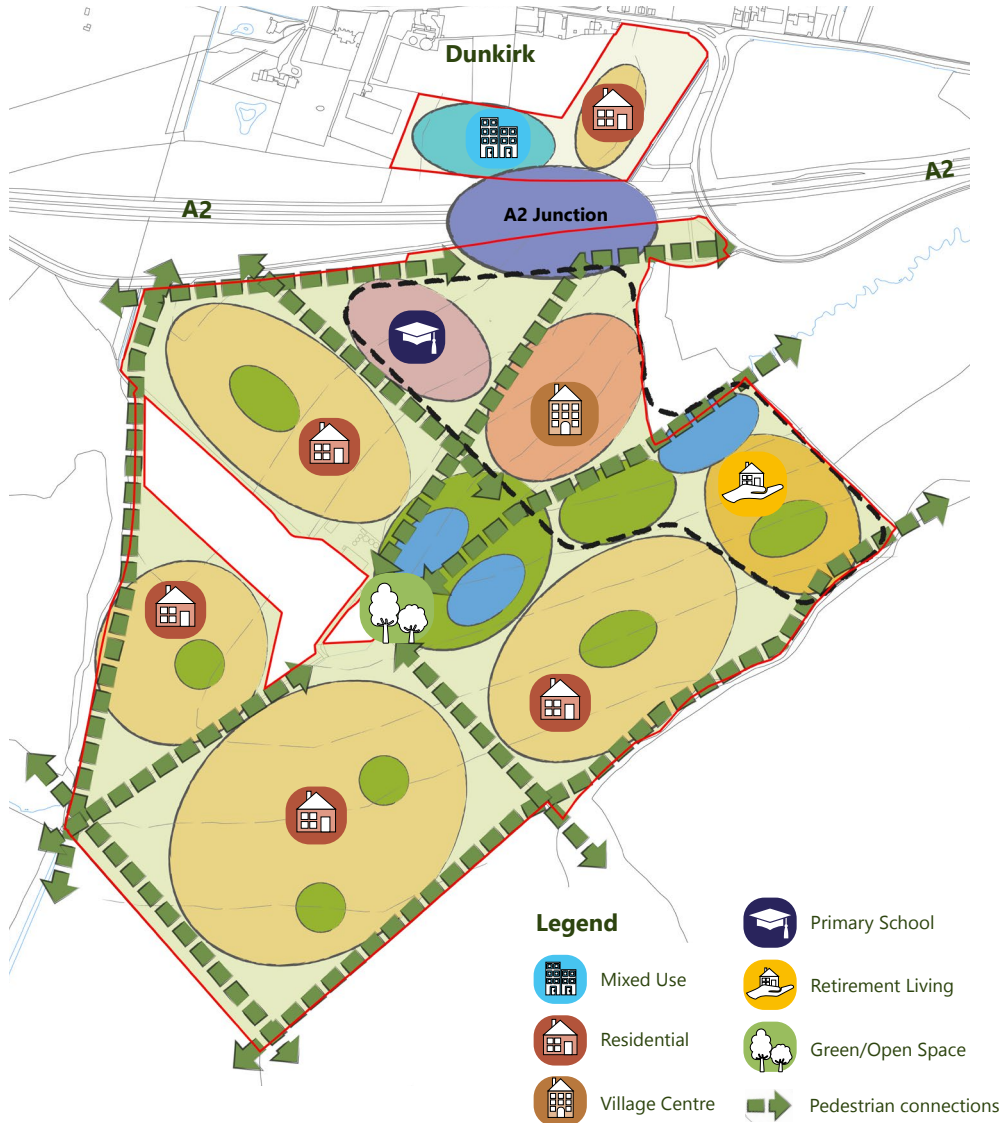 Dunkirk
A2
A2
A2 Junction
Legend
Mixed Use
Residential
Village Centre
Primary School
Retirement Living
Green/Open Space
Pedestrian connections